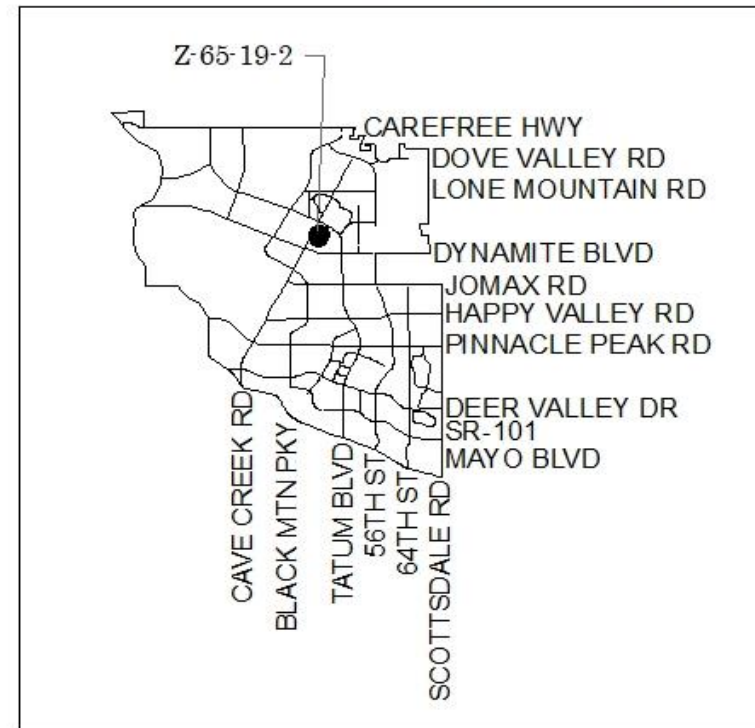 Z-65-19-2
CAREFREE HWY
DOVE VALLEY RD
LONE MOUNTAIN RD
DYNAMITE BLVD
JOMAX RD
HAPPY VALLEY RD
PINNACLE PEAK RD
DEER VALLEY DR
SR-101
MAYO BLVD
CAVE CREEK RD
BLACK MTN PKY
TATUM BLVD
56TH ST
64TH ST
SCOTTSDALE RD